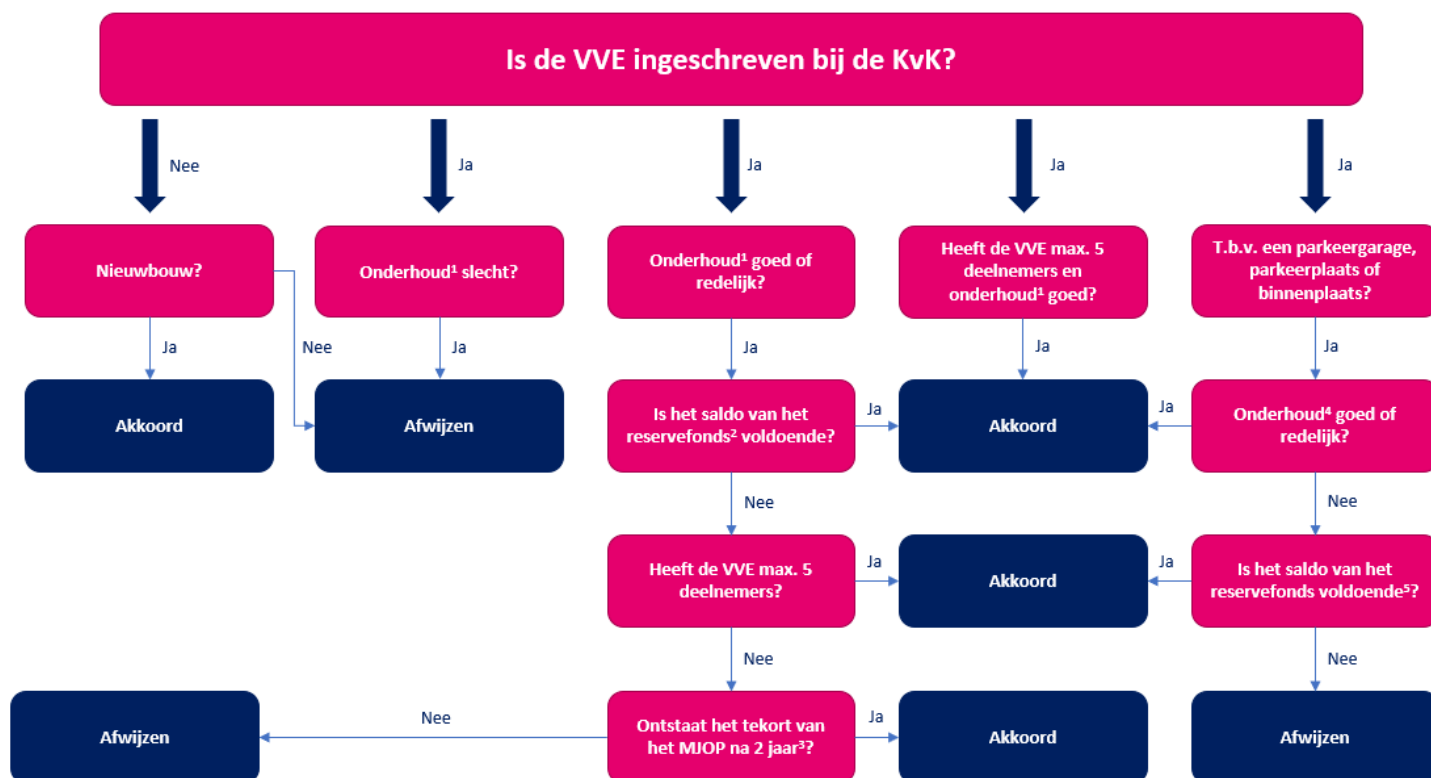 Is de VVE ingeschreven bij de KvK?
Nee
Ja
Ja
Ja
Ja
Nieuwbouw?
Onderhoud¹ slecht?
Onderhoud¹ goed of
redelijk?
Heeft de VVE max. 5
deelnemers en
onderhoud¹ goed?
T.b.v. een parkeergarage,
parkeerplaats of
binnenplaats?
Ja
Nee
Ja
Ja
Ja
Ja
Akkoord
Afwijzen
Is het saldo van het
reservefonds² voldoende?
Ja
Akkoord
Ja
Onderhoud⁴ goed of
redelijk?
Nee
Nee
Heeft de VVE max. 5
deelnemers?
Ja
Akkoord
Ja
Is het saldo van het
reservefonds voldoende⁵?
Nee
Nee
Afwijzen
Nee
Ontstaat het tekort van
het MJOP na 2 jaar³?
Ja
Akkoord
Afwijzen